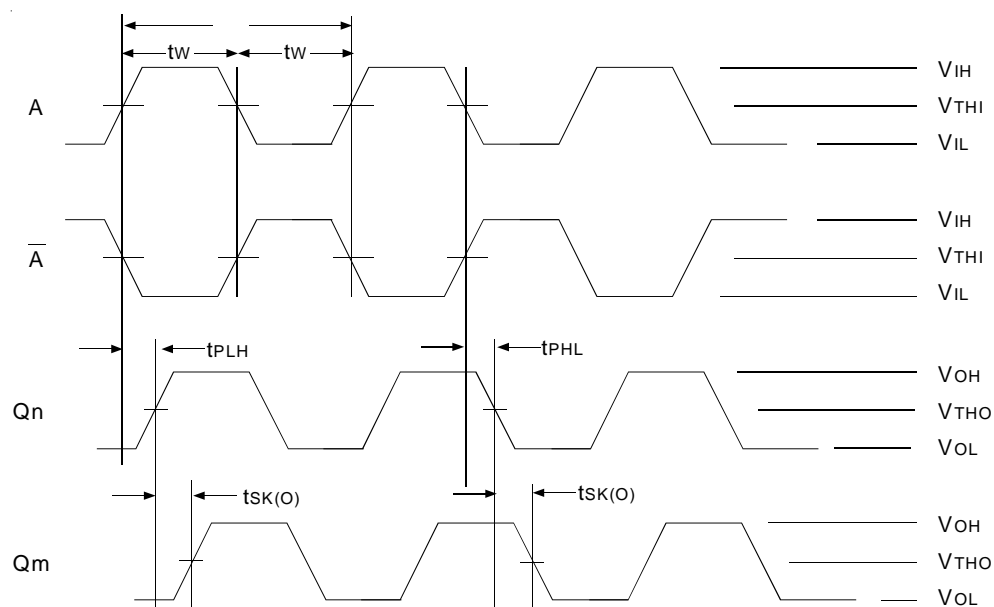 tW tW
A
VIH
VTHI
VIL
A
VIH
VTHI
VIL
tPLH tPHL
Qn
VOH
VTHO
VOL
tSK(O) tSK(O)
Qm
VOH
VTHO
VOL